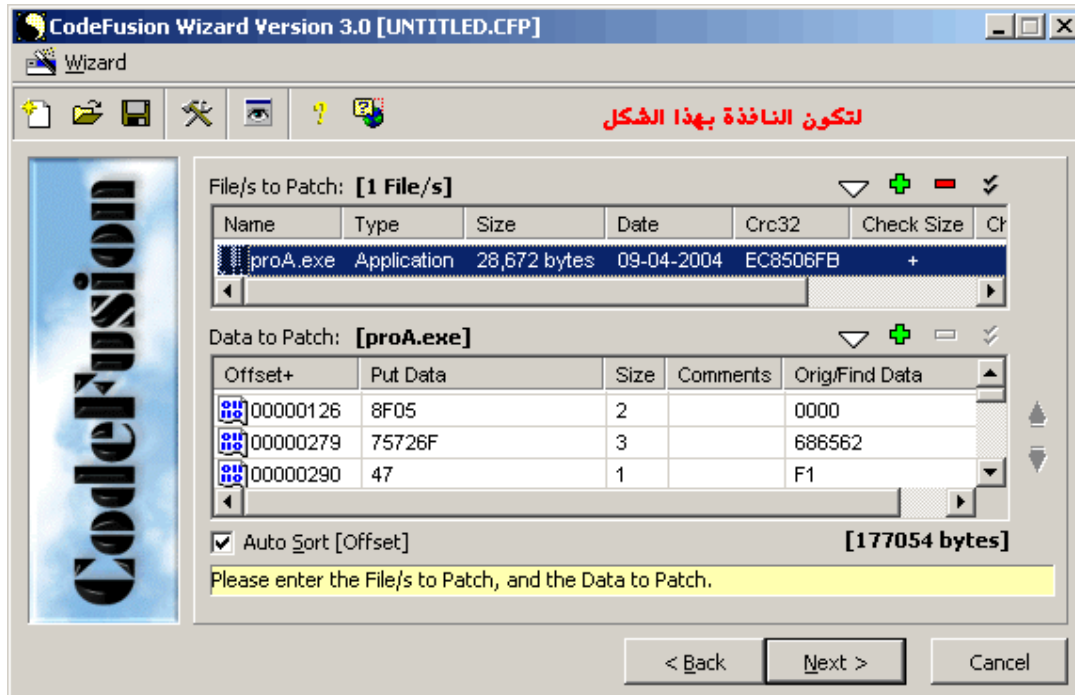 CodeFusion Wizard Version 3.0 [UNTITLED.CFP]
Wizard
لتكون النافذة بهذا الشكل
CodeFusion
File/s to Patch: [1 File/s]
Name Type Size Date Crc32 Check Size Ch
proA.exe Application 28,672 bytes 09-04-2004 EC8506FB +
Data to Patch: [proA.exe]
Offset+ Put Data Size Comments Orig/Find Data
00000126 8F05 2 0000
00000279 75726F 3 686562
00000290 47 1 F1
Auto Sort [Offset] [177054 bytes]
Please enter the File/s to Patch, and the Data to Patch.
< Back Next > Cancel